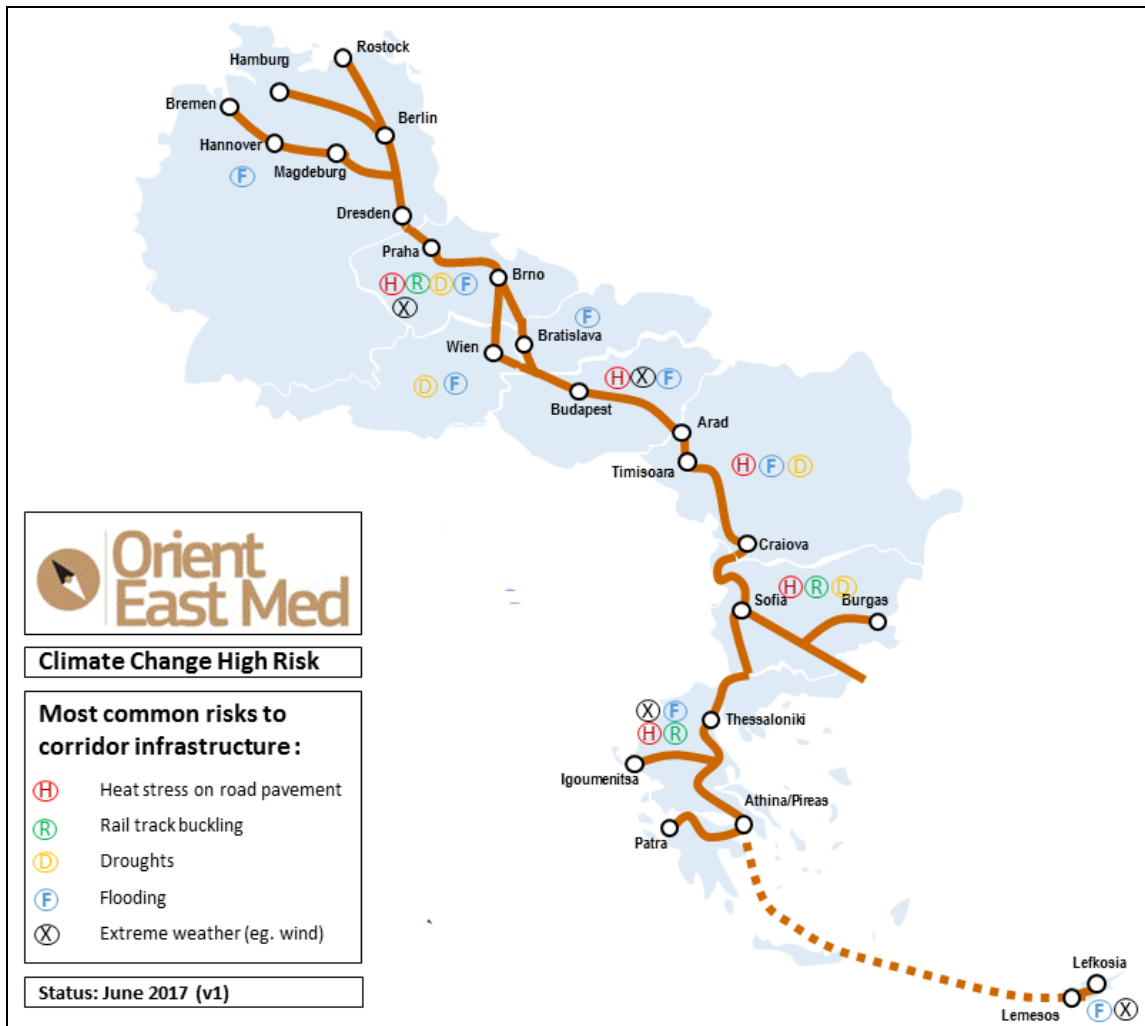 Rostock
Hamburg
Bremen
Berlin
Hannover
Magdeburg
F
Dresden
Praha
Brno
H R D F
X
F
Bratislava
Wien
D F
H X F
Budapest
Arad
Timisoara
H F D
Craiova
H R D
Sofia
Burgas
X F
H R
Thessaloniki
Igoumenitsa
Athina/Pireas
Patra
Lefkosia
Lemesos
F X
Orient
East Med
Climate Change High Risk
Most common risks to
corridor infrastructure :
H Heat stress on road pavement
R Rail track buckling
D Droughts
F Flooding
X Extreme weather (eg. wind)
Status: June 2017 (v1)